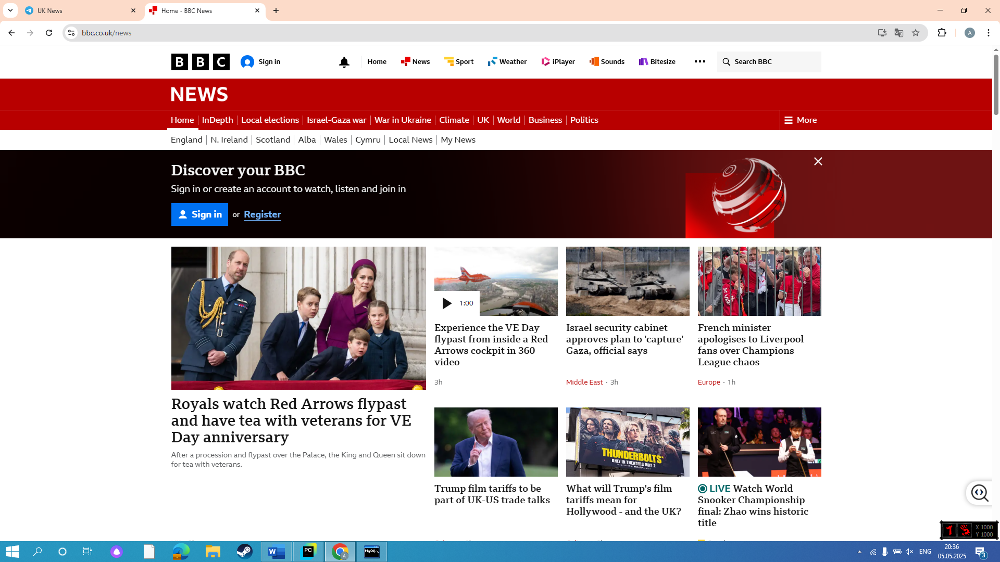 UK News
Home - BBC News
bbc.co.uk/news
A
BBC
Sign in
Home
News
Sport
Weather
iPlayer
Sounds
Bitesize
Search BBC
NEWS
Home
InDepth
Local elections
Israel-Gaza war
War in Ukraine
Climate
UK
World
Business
Politics
More
England
N. Ireland
Scotland
Alba
Wales
Cymru
Local News
My News
Discover your BBC
Sign in or create an account to watch, listen and join in
Sign in or Register
Royals watch Red Arrows flypast
and have tea with veterans for VE
Day anniversary
After a procession and flypast over the Palace, the King and Queen sit down
for tea with veterans.
1:00
Experience the VE Day
flypast from inside a Red
Arrows cockpit in 360
video
3h
Israel security cabinet
approves plan to 'capture'
Gaza, official says
Middle East · 3h
French minister
apologises to Liverpool
fans over Champions
League chaos
Europe · 1h
Trump film tariffs to be
part of UK-US trade talks
THUNDERBOLTS*
ONLY IN THEATERS MAY 2
What will Trump's film
tariffs mean for
Hollywood - and the UK?
LIVE Watch World
Snooker Championship
final: Zhao wins historic
title
X 1000
Y 1000
W
PC
A
MySQL
ENG
20:36
05.05.2025
3